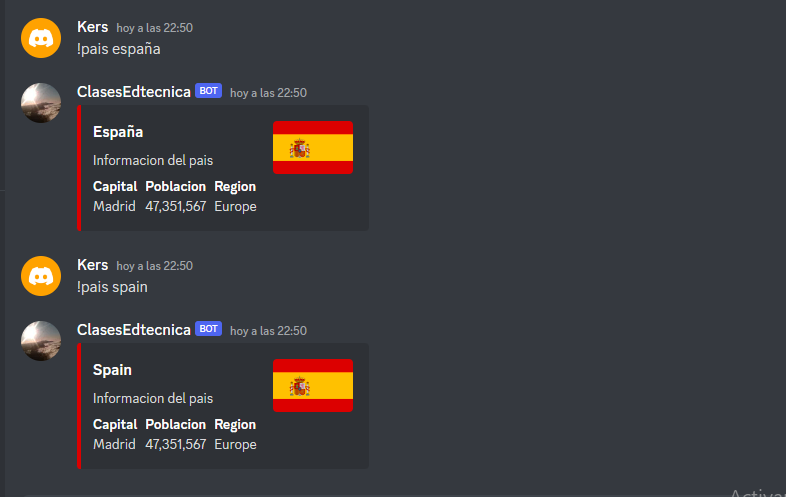 Kers hoy a las 22:50
!pais españa
ClasesEdtecnica BOT hoy a las 22:50
España
Informacion del pais
Capital Poblacion Region
Madrid 47,351,567 Europe
Kers hoy a las 22:50
!pais spain
ClasesEdtecnica BOT hoy a las 22:50
Spain
Informacion del pais
Capital Poblacion Region
Madrid 47,351,567 Europe